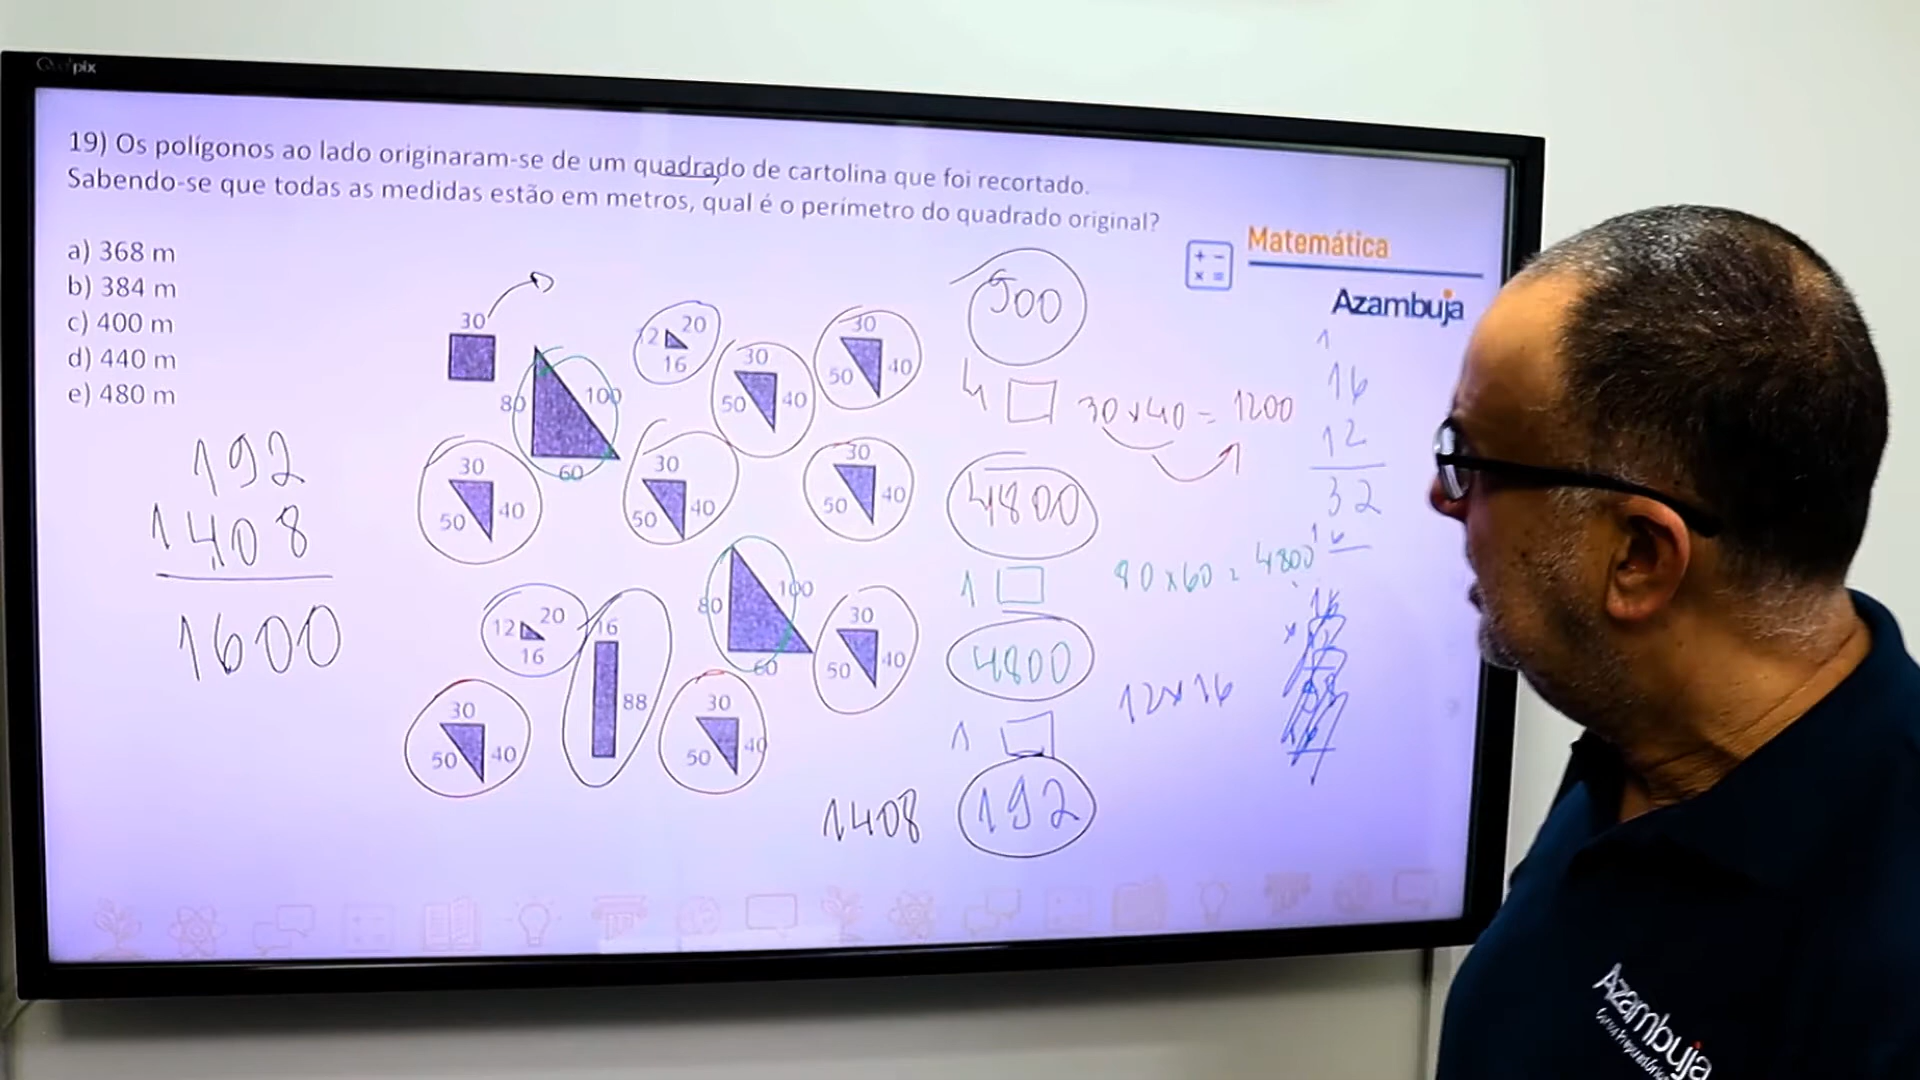 19) Os polígonos ao lado originaram-se de um quadrado de cartolina que foi recortado.
Sabendo-se que todas as medidas estão em metros, qual é o perímetro do quadrado original?
a) 368 m
b) 384 m
c) 400 m
d) 440 m
e) 480 m
Matemática
Azambuja
30
80 100 60
12 20 16
30 50 40
30 50 40
30 50 40
30 50 40
30 50 40
12 20 16
16 88
80 100 60
30 50 40
30 50 40
30 50 40
192
1408
1600
900
4
30x40 = 1200
4800
1
80x60 = 4800
4800
1
12x16
1408
192
1
16
12
32
Azambuja